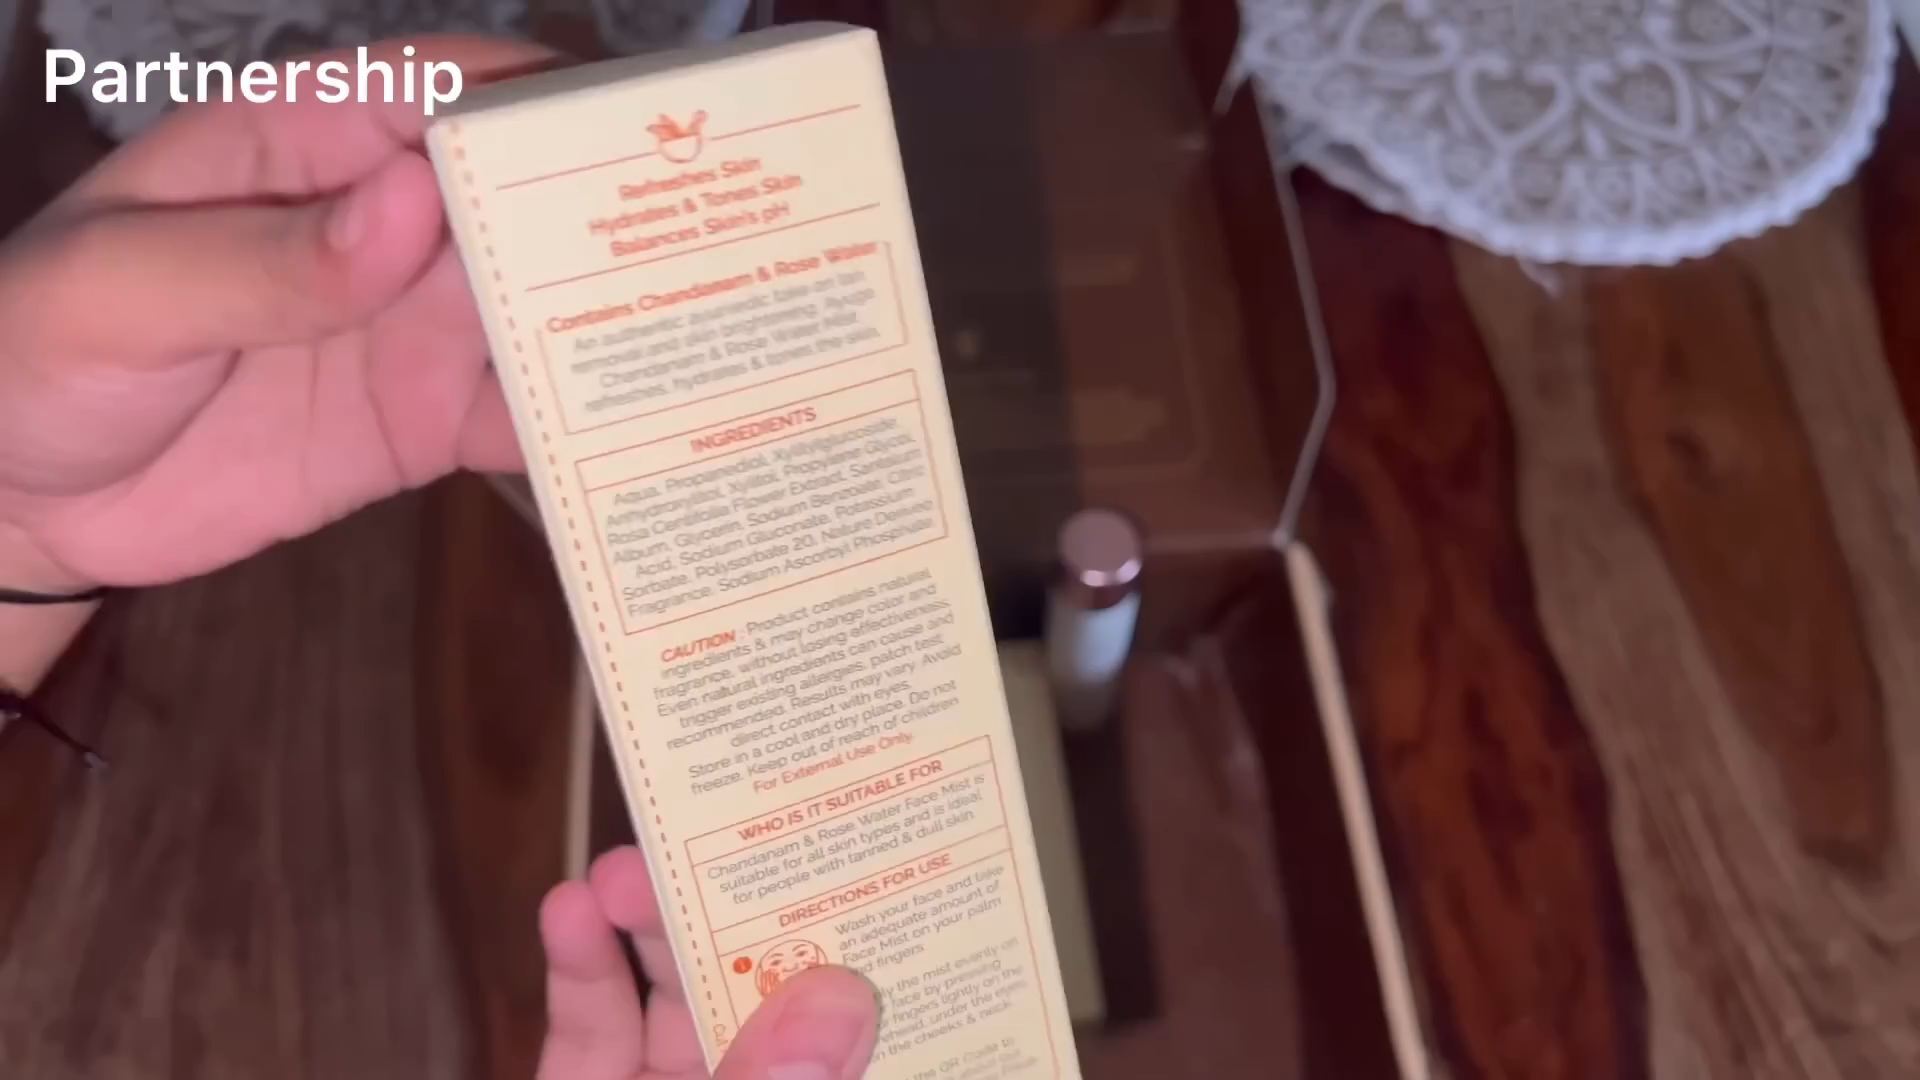 Partnership
Refreshes Skin
Hydrates & Tones Skin
Balances Skin's pH
Contains Chandanam & Rose Water
An authentic ayurvedic take on tan
removal and skin brightening. Ayuga
Chandanam & Rose Water Mist
refreshes, hydrates & tones the skin.
INGREDIENTS
Aqua, Propanediol, Xylitylglucoside,
Anhydroxylitol, Xylitol, Propylene Glycol,
Rosa Centifolia Flower Extract, Santalum
Album, Glycerin, Sodium Benzoate, Citric
Acid, Sodium Gluconate, Potassium
Sorbate, Polysorbate 20, Nature Derived
Fragrance, Sodium Ascorbyl Phosphate
CAUTION : Product contains natural
ingredients & may change color and
fragrance, without losing effectiveness.
Even natural ingredients can cause and
trigger existing allergies, patch test
recommended. Results may vary. Avoid
direct contact with eyes.
Store in a cool and dry place. Do not
freeze. Keep out of reach of children
For External Use Only.
WHO IS IT SUITABLE FOR
Chandanam & Rose Water Face Mist is
suitable for all skin types and is ideal
for people with tanned & dull skin.
DIRECTIONS FOR USE
1
Wash your face and take
an adequate amount of
Face Mist on your palm
and fingers.
the mist evenly on
face by pressing
fingers lightly on the
under the eyes,
on the cheeks & neck.
the QR Code to
about our